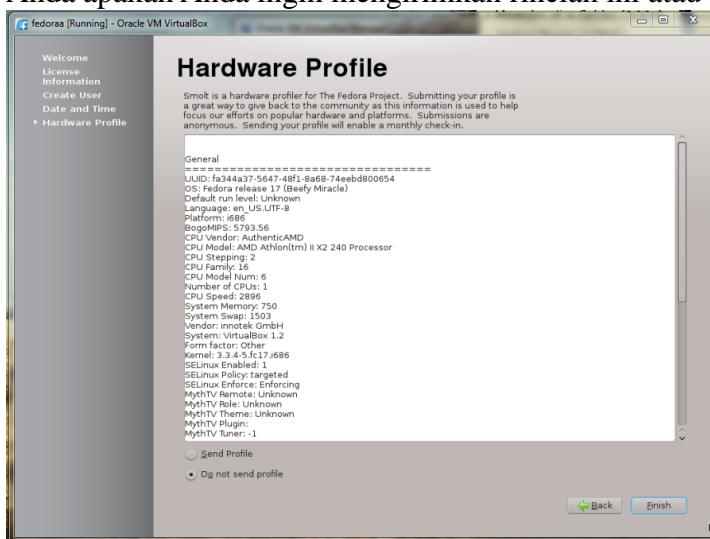 Anda apakah Anda ingin mengirimkan rincian ini atau
fedoraa [Running] - Oracle VM VirtualBox
Welcome
License
Information
Create User
Date and Time
Hardware Profile
Hardware Profile
Smolt is a hardware profiler for The Fedora Project. Submitting your profile is
a great way to give back to the community as this information is used to help
focus our efforts on popular hardware and platforms. Submissions are
anonymous. Sending your profile will enable a monthly check-in.
General
=================================
UUID: fa344a37-5647-48f1-8a68-74eebd800654
OS: Fedora release 17 (Beefy Miracle)
Default run level: Unknown
Language: en_US.UTF-8
Platform: i686
BogoMIPS: 5793.56
CPU Vendor: AuthenticAMD
CPU Model: AMD Athlon(tm) II X2 240 Processor
CPU Stepping: 2
CPU Family: 16
CPU Model Num: 6
Number of CPUs: 1
CPU Speed: 2896
System Memory: 750
System Swap: 1503
Vendor: innotek GmbH
System: VirtualBox 1.2
Form factor: Other
Kernel: 3.3.4-5.fc17.i686
SELinux Enabled: 1
SELinux Policy: targeted
SELinux Enforce: Enforcing
MythTV Remote: Unknown
MythTV Role: Unknown
MythTV Theme: Unknown
MythTV Plugin:
MythTV Tuner: -1
Send Profile
Do not send profile
Back
Finish